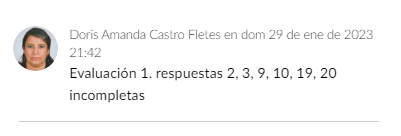 Doris Amanda Castro Fletes en dom 29 de ene de 2023
21:42
Evaluación 1. respuestas 2, 3, 9, 10, 19, 20
incompletas